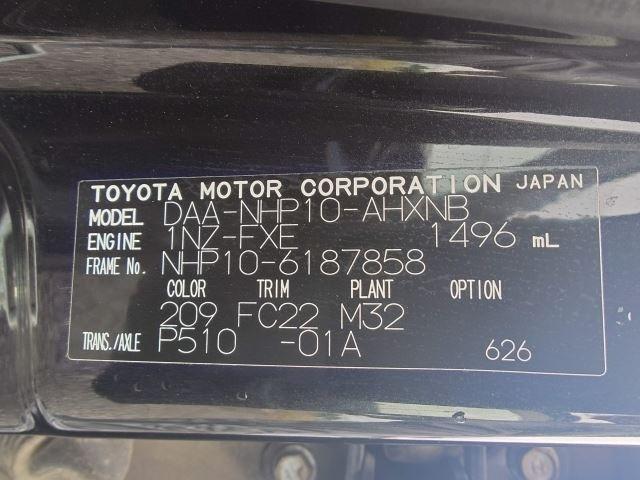 TOYOTA MOTOR CORPORATION JAPAN
MODEL DAA-NHP10-AHXNB
ENGINE 1NZ-FXE 1496 mL
FRAME No. NHP10-6187858
COLOR TRIM PLANT OPTION
209 FC22 M32
TRANS./AXLE P510 -01A 626